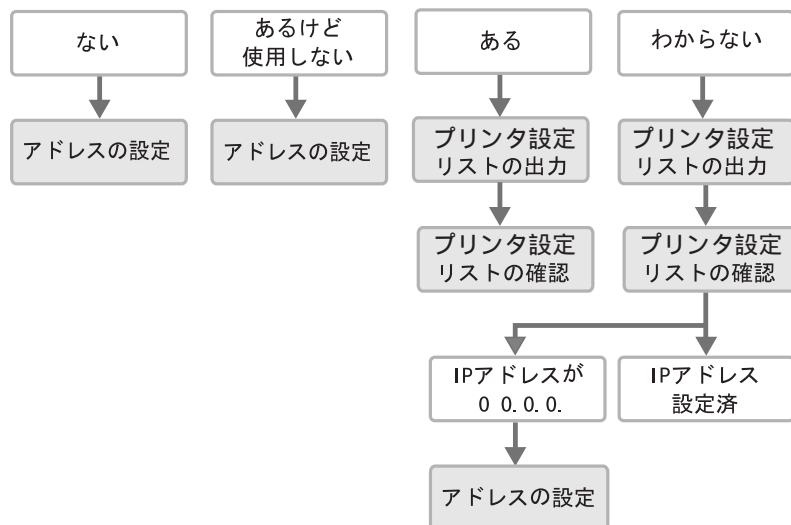 ない
あるけど
使用しない
ある
わからない
アドレスの設定
アドレスの設定
プリンタ設定
リストの出力
プリンタ設定
リストの出力
プリンタ設定
リストの確認
プリンタ設定
リストの確認
IPアドレスが
0 0. 0. 0.
IPアドレス
設定済
アドレスの設定